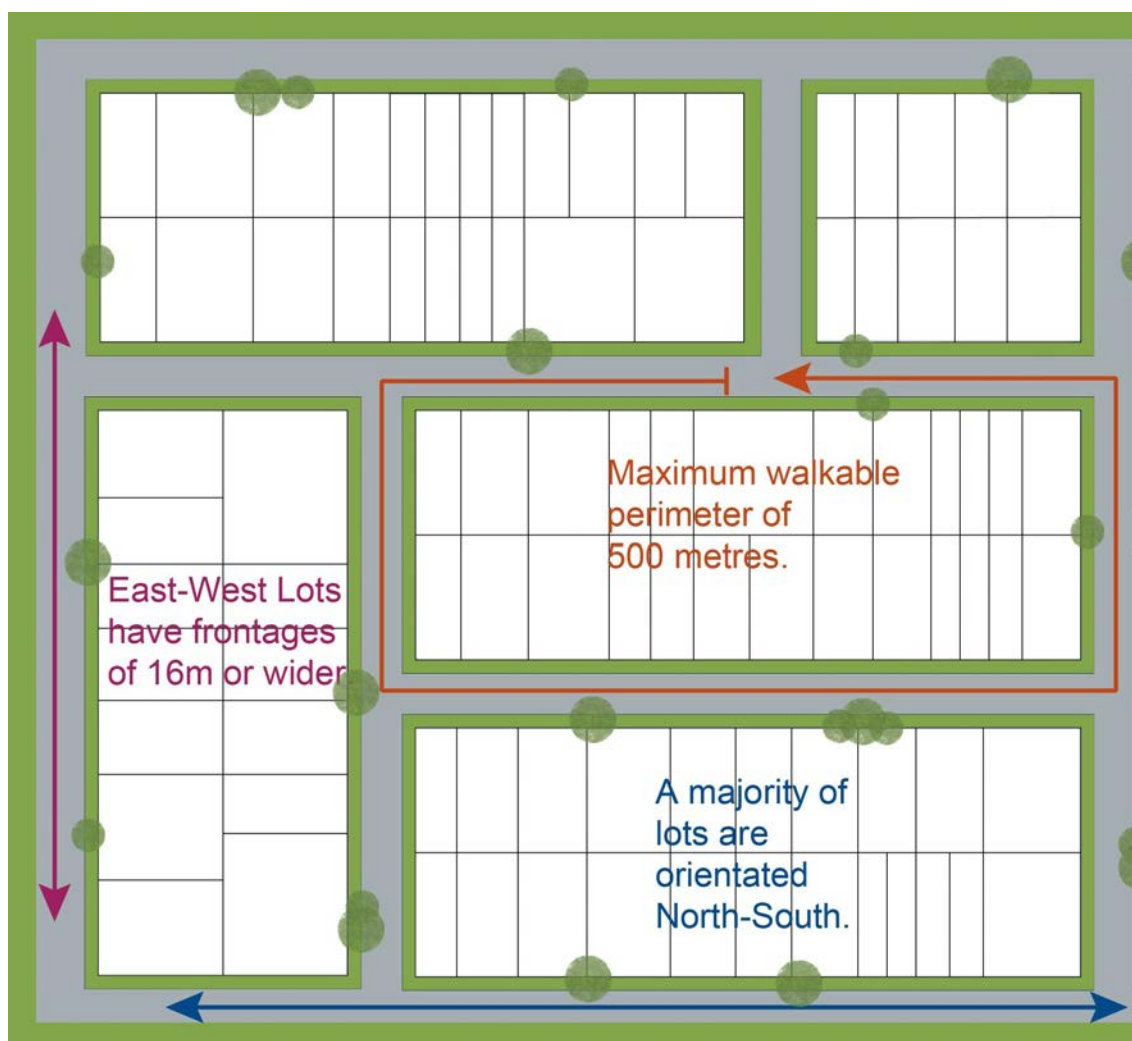 Maximum walkable
perimeter of
500 metres.
East-West Lots
have frontages
of 16m or wider
A majority of
lots are
orientated
North-South.